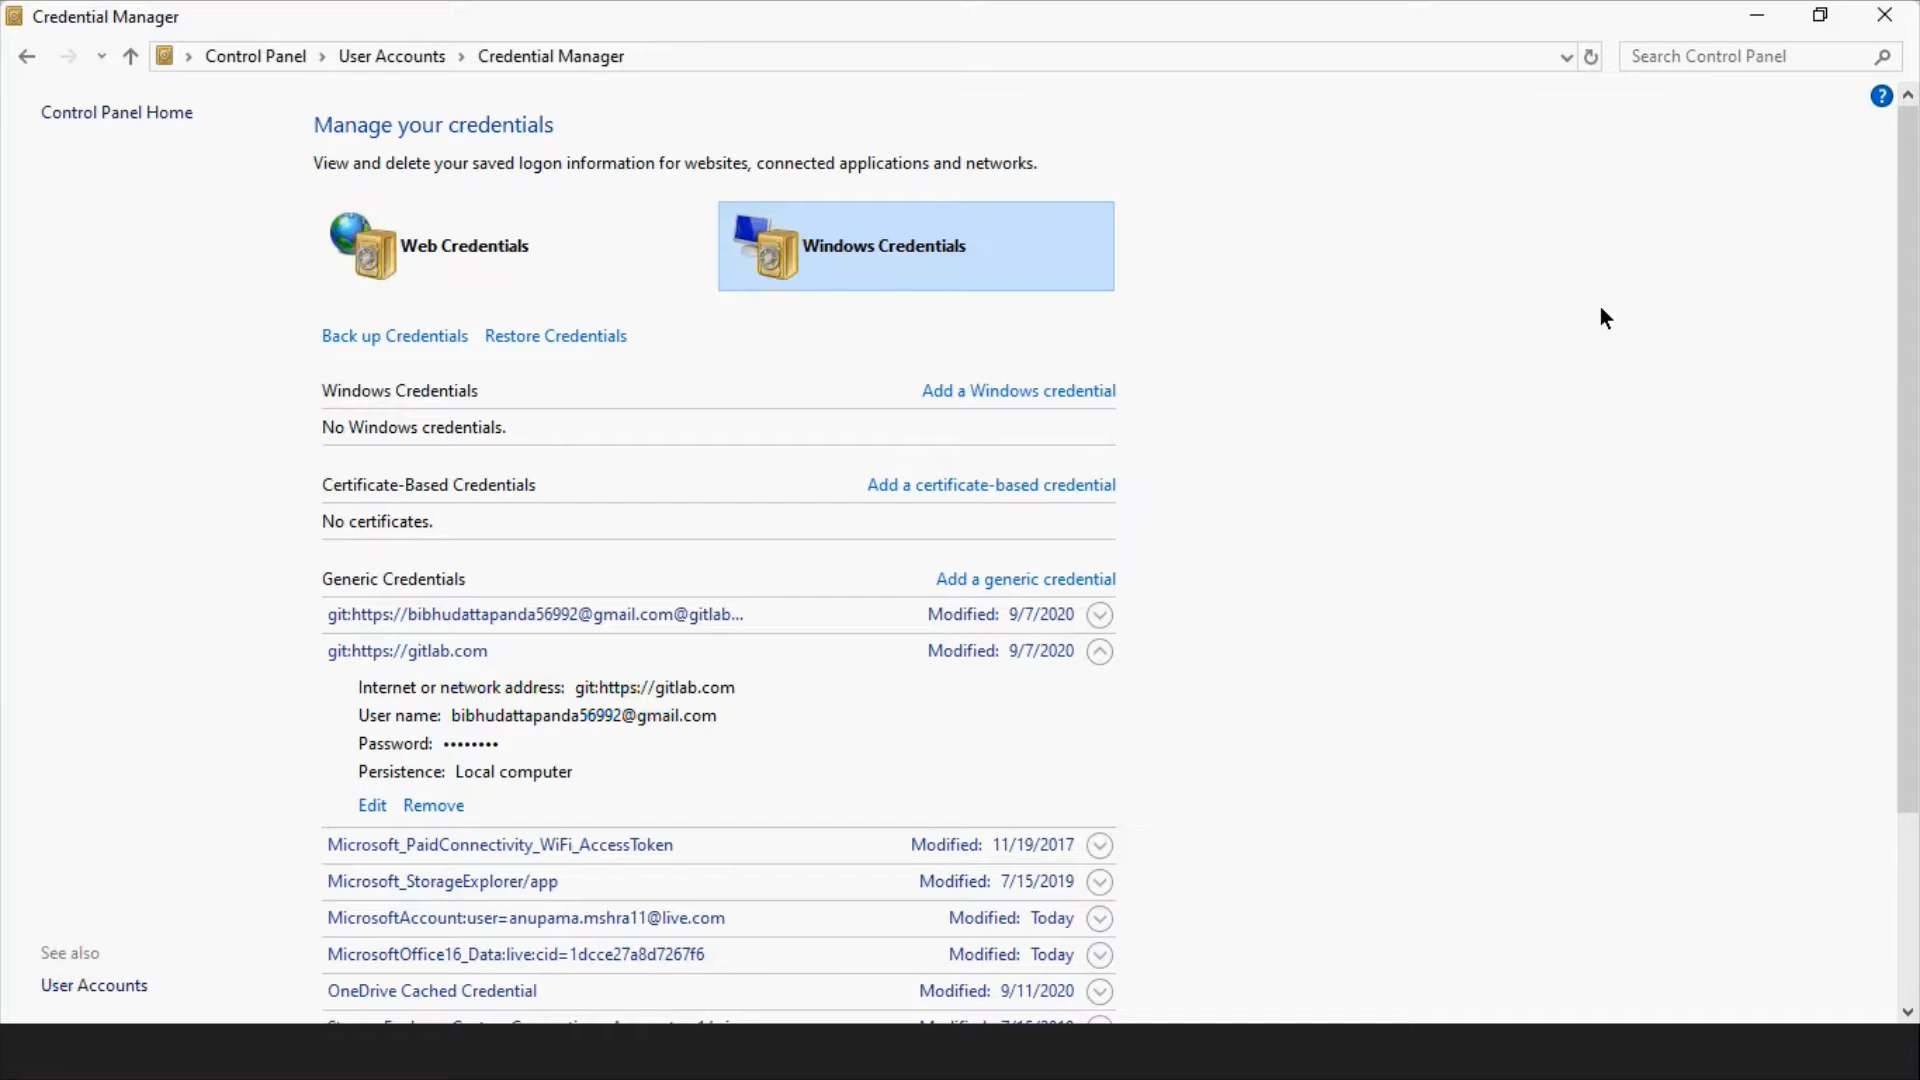 Credential Manager
Control Panel > User Accounts > Credential Manager
Search Control Panel
?
Control Panel Home
Manage your credentials
View and delete your saved logon information for websites, connected applications and networks.
Web Credentials
Windows Credentials
Back up Credentials Restore Credentials
Windows Credentials Add a Windows credential
No Windows credentials.
Certificate-Based Credentials Add a certificate-based credential
No certificates.
Generic Credentials Add a generic credential
git:https://bibhudattapanda56992@gmail.com@gitlab... Modified: 9/7/2020
git:https://gitlab.com Modified: 9/7/2020
Internet or network address: git:https://gitlab.com
User name: bibhudattapanda56992@gmail.com
Password: ••••••••
Persistence: Local computer
Edit Remove
Microsoft_PaidConnectivity_WiFi_AccessToken Modified: 11/19/2017
Microsoft_StorageExplorer/app Modified: 7/15/2019
MicrosoftAccount:user=anupama.mshra11@live.com Modified: Today
MicrosoftOffice16_Data:live:cid=1dcce27a8d7267f6 Modified: Today
OneDrive Cached Credential Modified: 9/11/2020
See also
User Accounts